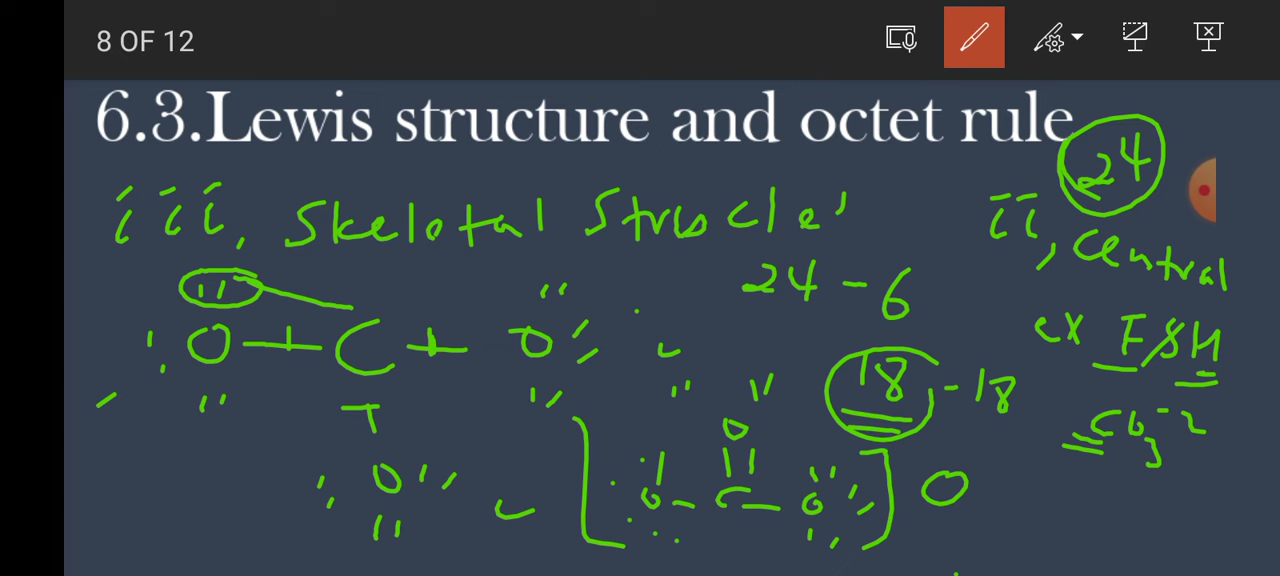 8 OF 12
6.3.Lewis structure and octet rule
24
iii, Skeletal Structure
ii, Central
24 - 6
ex F & H
O - C - O
18 - 18
CO3-2
O
O
O - C - O
O